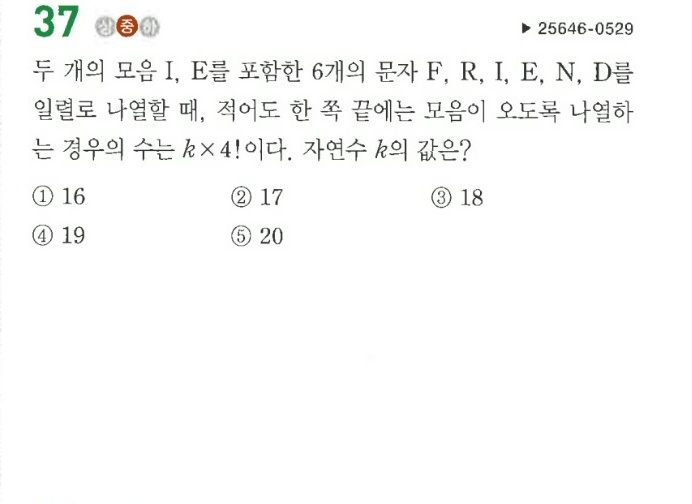 37 상 중 하
▶ 25646-0529
두 개의 모음 I, E를 포함한 6개의 문자 F, R, I, E, N, D를
일렬로 나열할 때, 적어도 한 쪽 끝에는 모음이 오도록 나열하
는 경우의 수는 k×4!이다. 자연수 k의 값은?
① 16 ② 17 ③ 18
④ 19 ⑤ 20